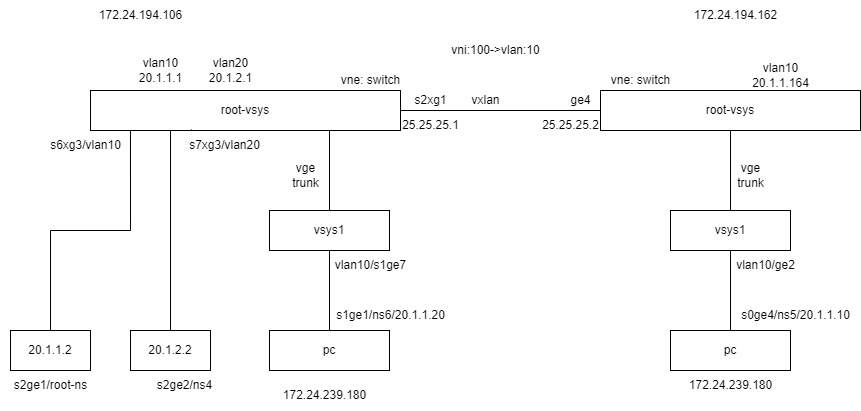 172.24.194.106
172.24.194.162
vni:100->vlan:10
vlan10
20.1.1.1
vlan20
20.1.2.1
vne: switch
vne: switch
vlan10
20.1.1.164
root-vsys
s2xg1
vxlan
ge4
root-vsys
25.25.25.1
25.25.25.2
s6xg3/vlan10
s7xg3/vlan20
vge
trunk
vge
trunk
vsys1
vsys1
vlan10/s1ge7
vlan10/ge2
s1ge1/ns6/20.1.1.20
s0ge4/ns5/20.1.1.10
20.1.1.2
20.1.2.2
pc
pc
s2ge1/root-ns
s2ge2/ns4
172.24.239.180
172.24.239.180